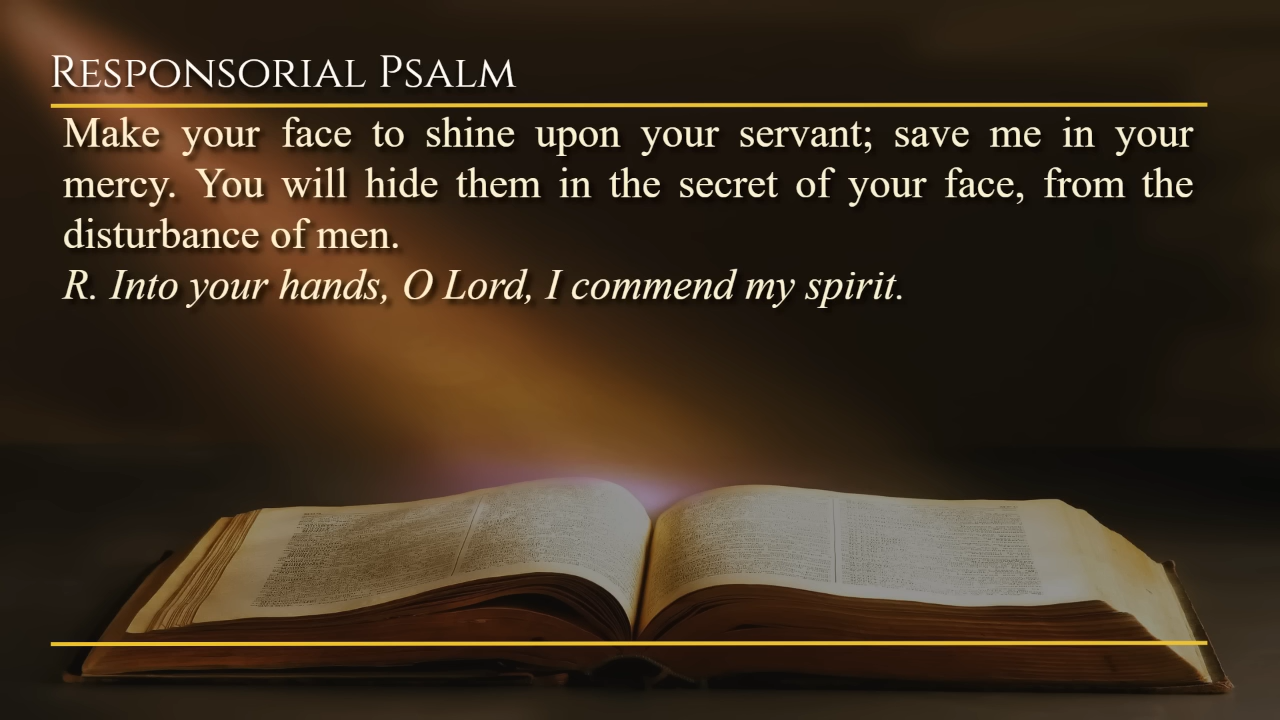 Responsorial Psalm
Make your face to shine upon your servant; save me in your
mercy. You will hide them in the secret of your face, from the
disturbance of men.
R. Into your hands, O Lord, I commend my spirit.